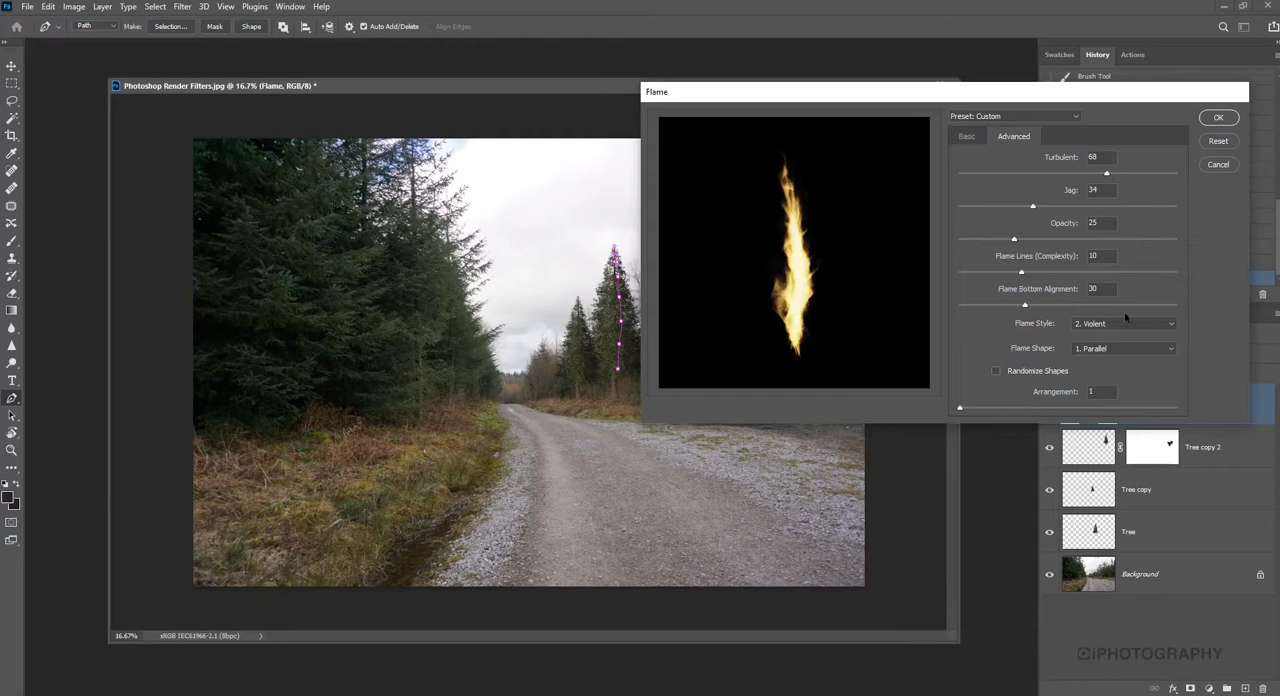 Ps File Edit Image Layer Type Select Filter 3D View Plugins Window Help
Path Make: Selection... Mask Shape Auto Add/Delete Align Edges
Swatches History Actions
Brush Tool
Photoshop Render Filters.jpg @ 16.7% (Flame, RGB/8) *
Flame
Preset: Custom
OK
Basic Advanced
Reset
Turbulent: 68
Cancel
Jag: 34
Opacity: 25
Flame Lines (Complexity): 10
Flame Bottom Alignment: 30
Flame Style: 2. Violent
Flame Shape: 1. Parallel
Randomize Shapes
Arrangement: 1
Tree copy 2
Tree copy
Tree
Background
16.67% sRGB IEC61966-2.1 (8bpc)
iPHOTOGRAPHY
fx